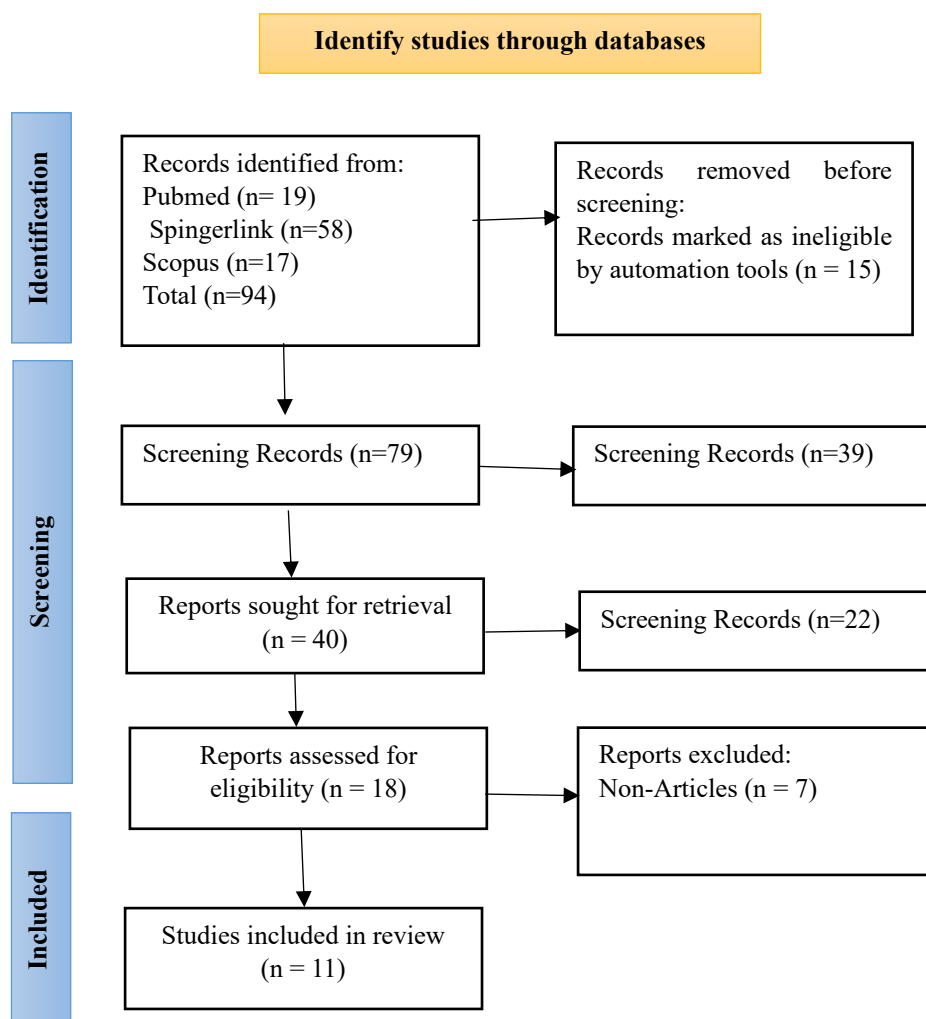 Identify studies through databases
Identification
Records identified from:
Pubmed (n= 19)
Spingerlink (n=58)
Scopus (n=17)
Total (n=94)
Records removed before
screening:
Records marked as ineligible
by automation tools (n = 15)
Screening
Screening Records (n=79)
Screening Records (n=39)
Reports sought for retrieval
(n = 40)
Screening Records (n=22)
Reports assessed for
eligibility (n = 18)
Reports excluded:
Non-Articles (n = 7)
Included
Studies included in review
(n = 11)